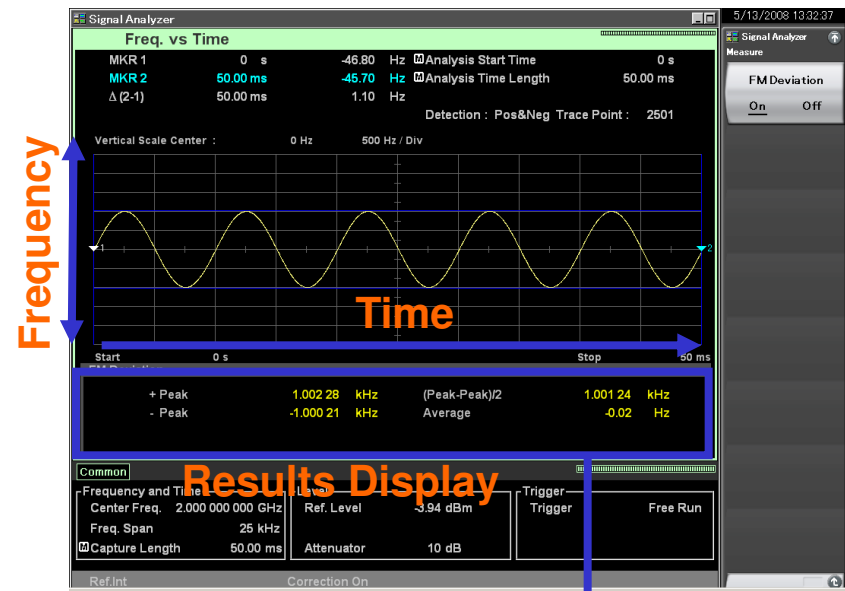 Signal Analyzer
5/13/2008 13:32:37
Freq. vs Time
Signal Analyzer
Measure
MKR 1 0 s -46.80 Hz M Analysis Start Time 0 s
MKR 2 50.00 ms -45.70 Hz M Analysis Time Length 50.00 ms
Δ (2-1) 50.00 ms 1.10 Hz
FM Deviation
On Off
Detection : Pos&Neg Trace Point : 2501
Vertical Scale Center : 0 Hz 500 Hz / Div
Frequency
1
2
Time
Start 0 s Stop 50 ms
FM Deviation
+ Peak 1.002 28 kHz (Peak-Peak)/2 1.001 24 kHz
- Peak -1.000 21 kHz Average -0.02 Hz
Results Display
Common
Frequency and Time Level Trigger
Center Freq. 2.000 000 000 GHz Ref. Level -3.94 dBm Trigger Free Run
Freq. Span 25 kHz
M Capture Length 50.00 ms Attenuator 10 dB
Ref.Int Correction On